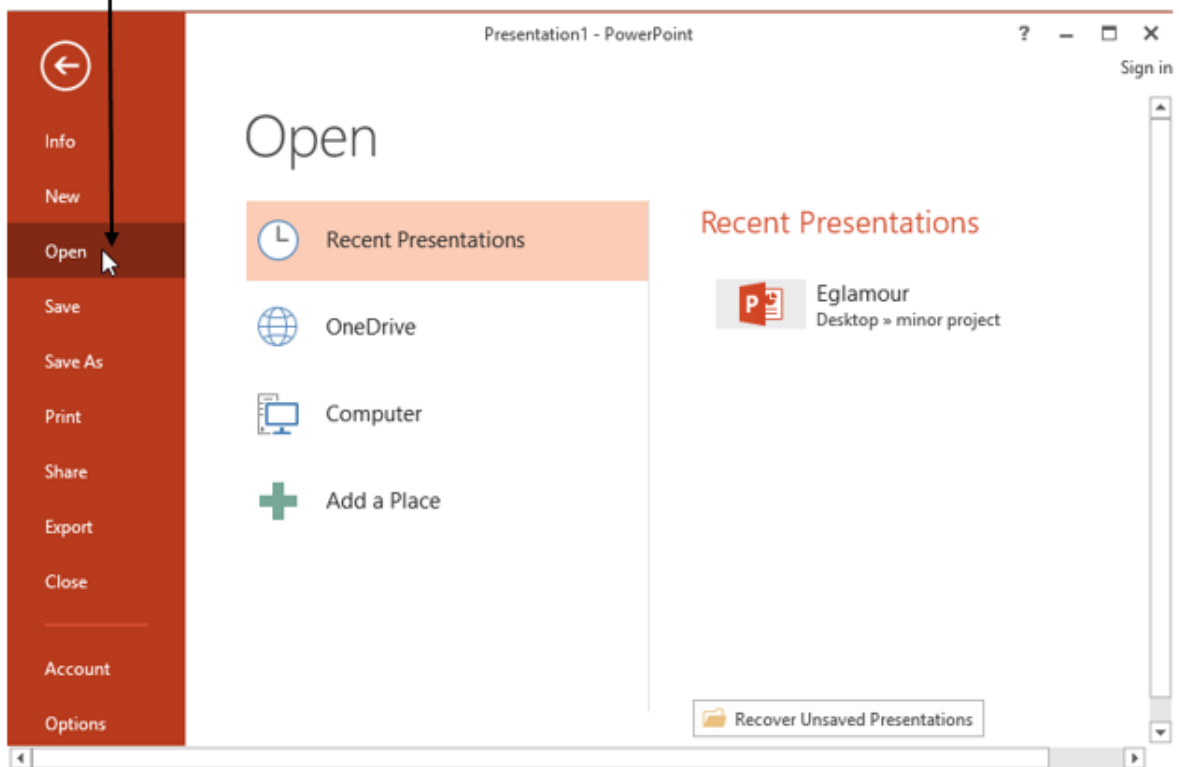 Presentation1 - PowerPoint
?
Sign in
Info
New
Open
Save
Save As
Print
Share
Export
Close
Account
Options
Open
Recent Presentations
OneDrive
Computer
Add a Place
Recent Presentations
Eglamour
Desktop » minor project
Recover Unsaved Presentations